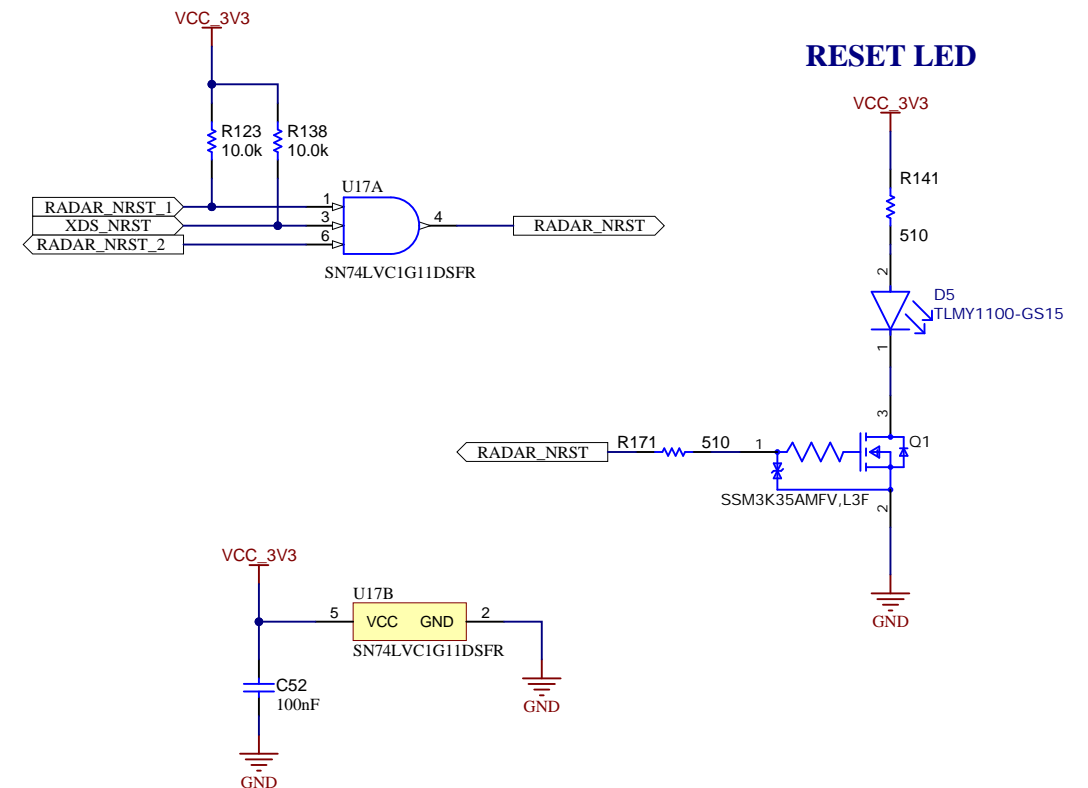 VCC_3V3
RESET LED
VCC_3V3
R123
10.0k
R138
10.0k
R141
510
U17A
RADAR_NRST_1
XDS_NRST
RADAR_NRST_2
1
3
6
4
RADAR_NRST
SN74LVC1G11DSFR
2
D5
TLMY1100-GS15
1
3
RADAR_NRST
R171
510
1
Q1
SSM3K35AMFV,L3F
2
GND
VCC_3V3
U17B
5
VCC
GND
2
SN74LVC1G11DSFR
C52
100nF
GND
GND